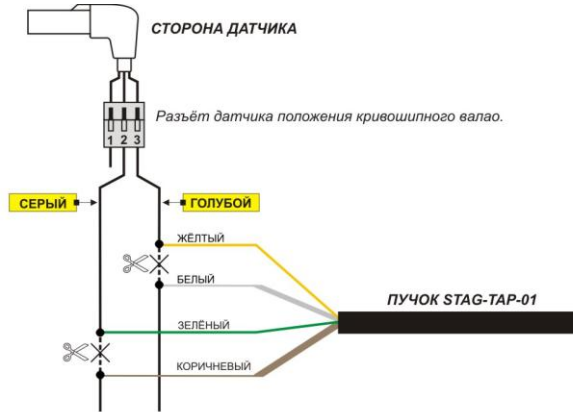 СТОРОНА ДАТЧИКА
Разъёт датчика положения кривошипного валао.
1 2 3
СЕРЫЙ
ГОЛУБОЙ
ЖЁЛТЫЙ
БЕЛЫЙ
ПУЧОК STAG-TAP-01
ЗЕЛЁНЫЙ
КОРИЧНЕВЫЙ